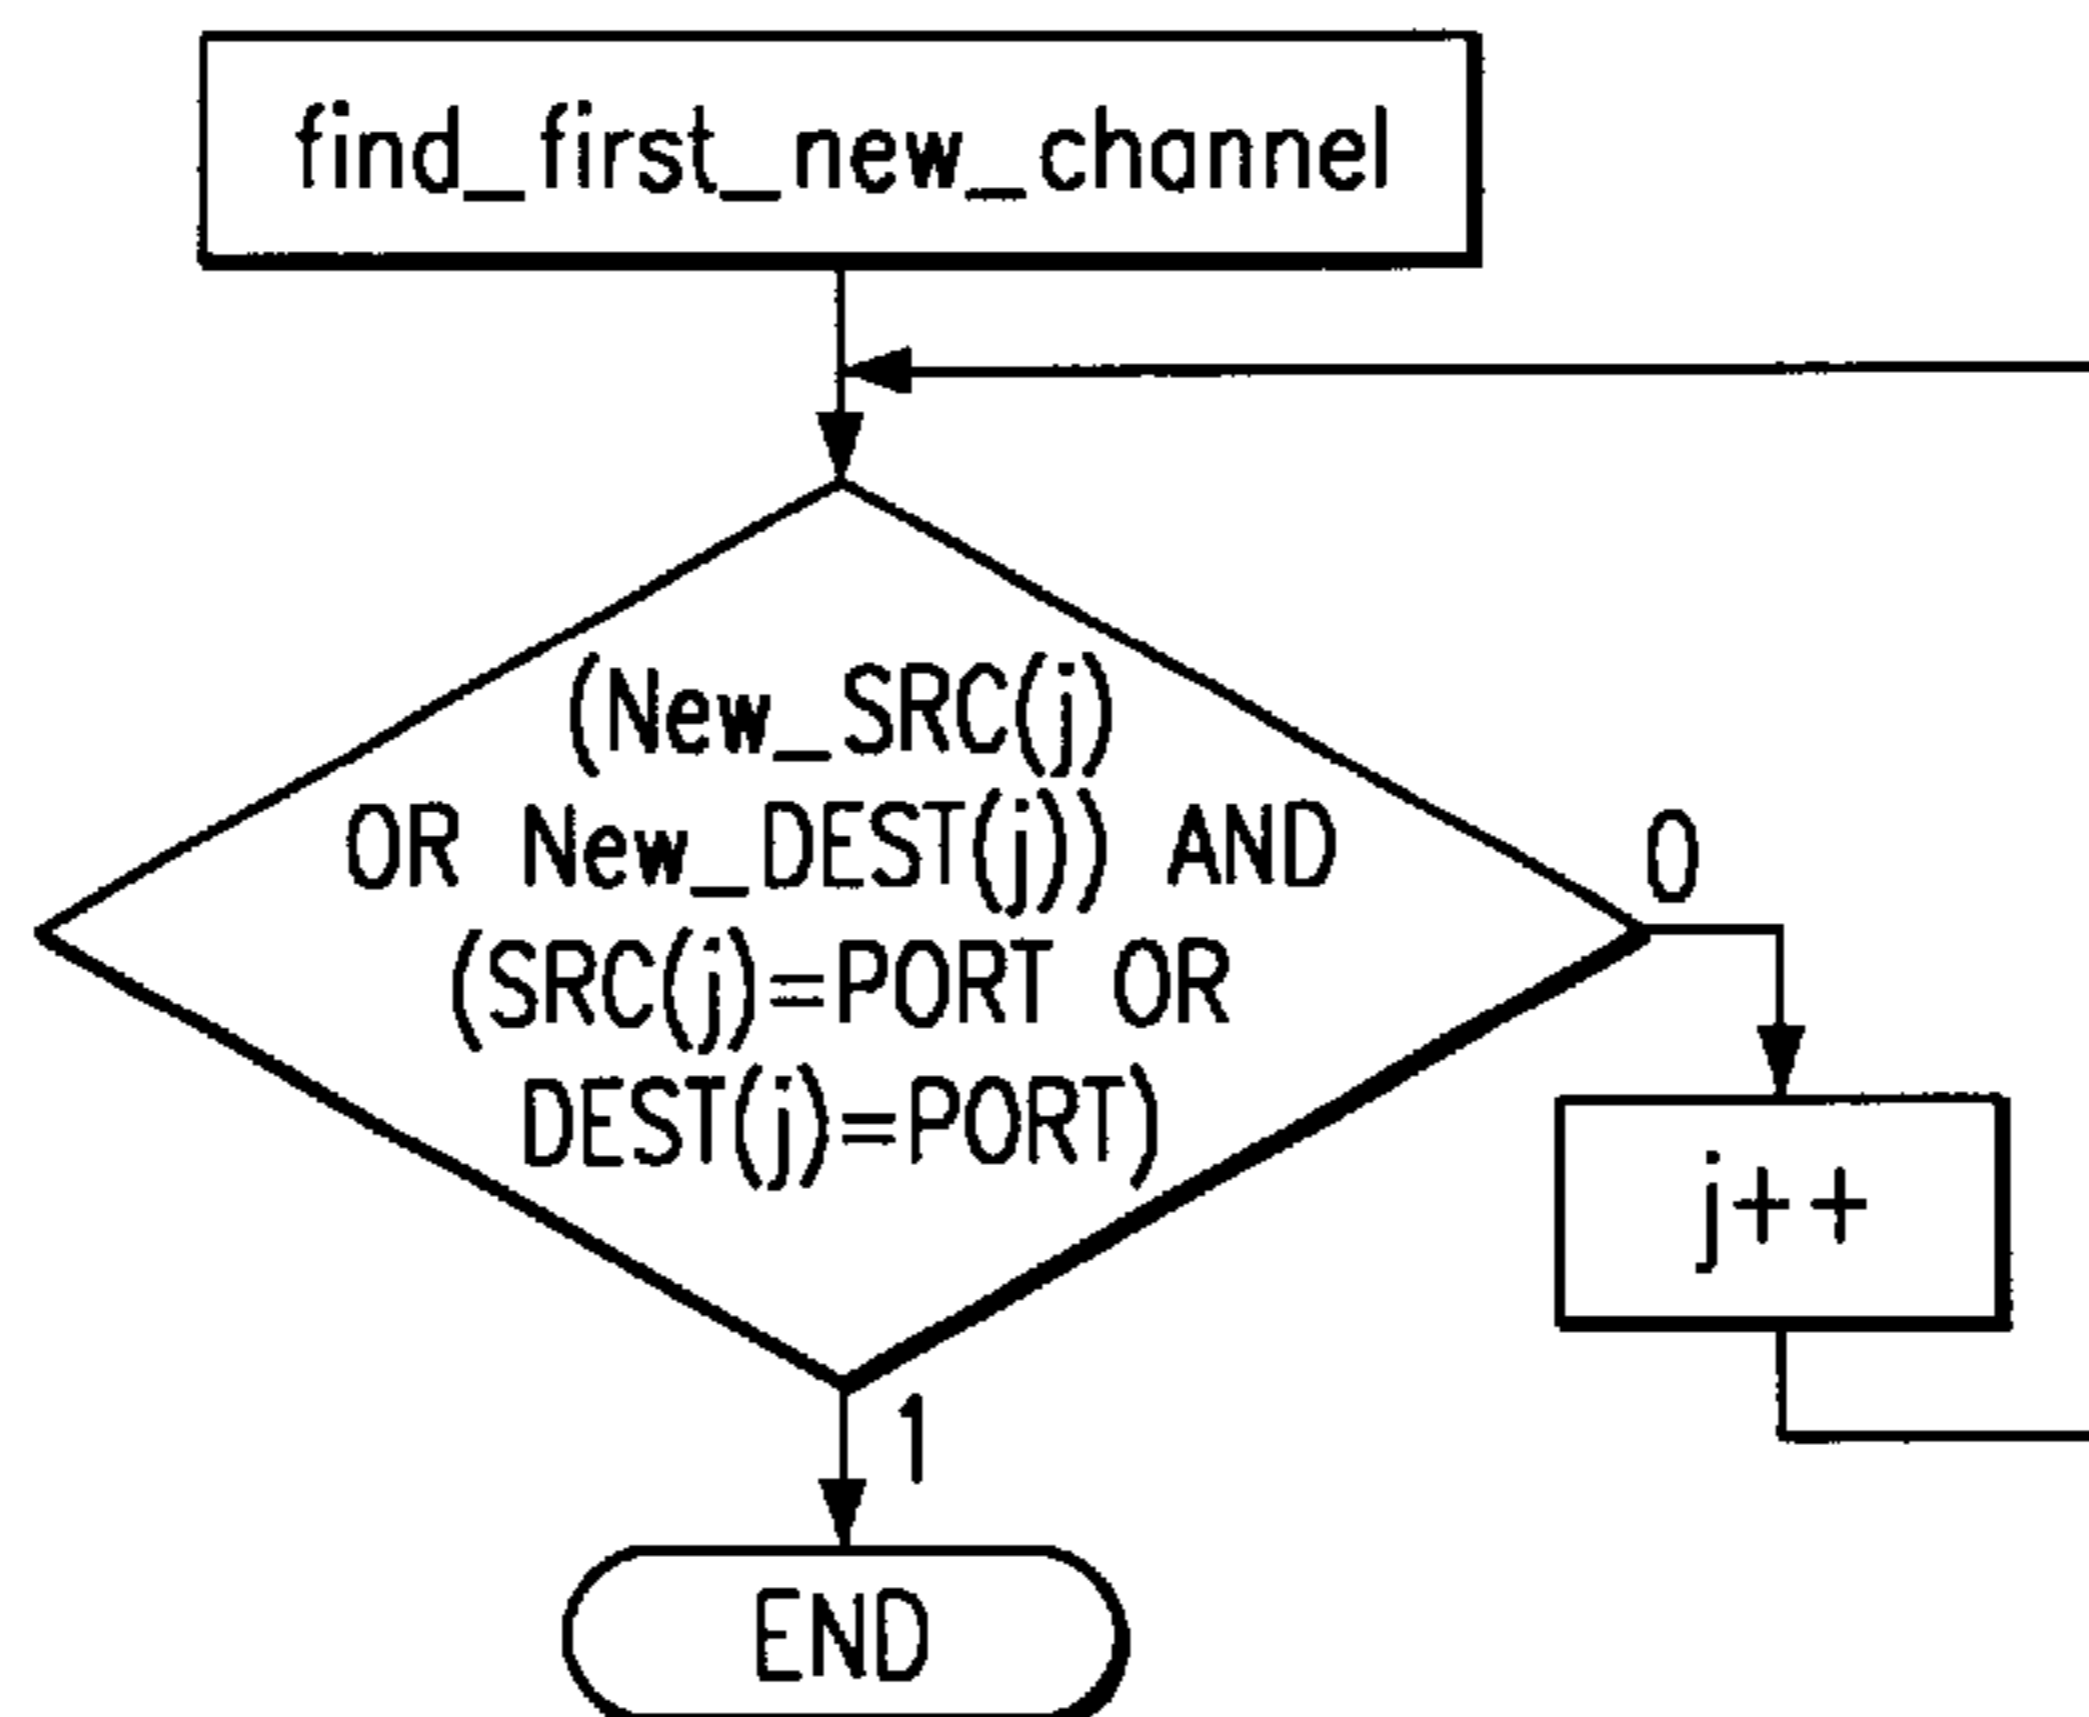 find_first_new_channel
(New_SRC(j)
OR New_DEST(j)) AND
(SRC(j)=PORT OR
DEST(j)=PORT)
0
j++
1
END